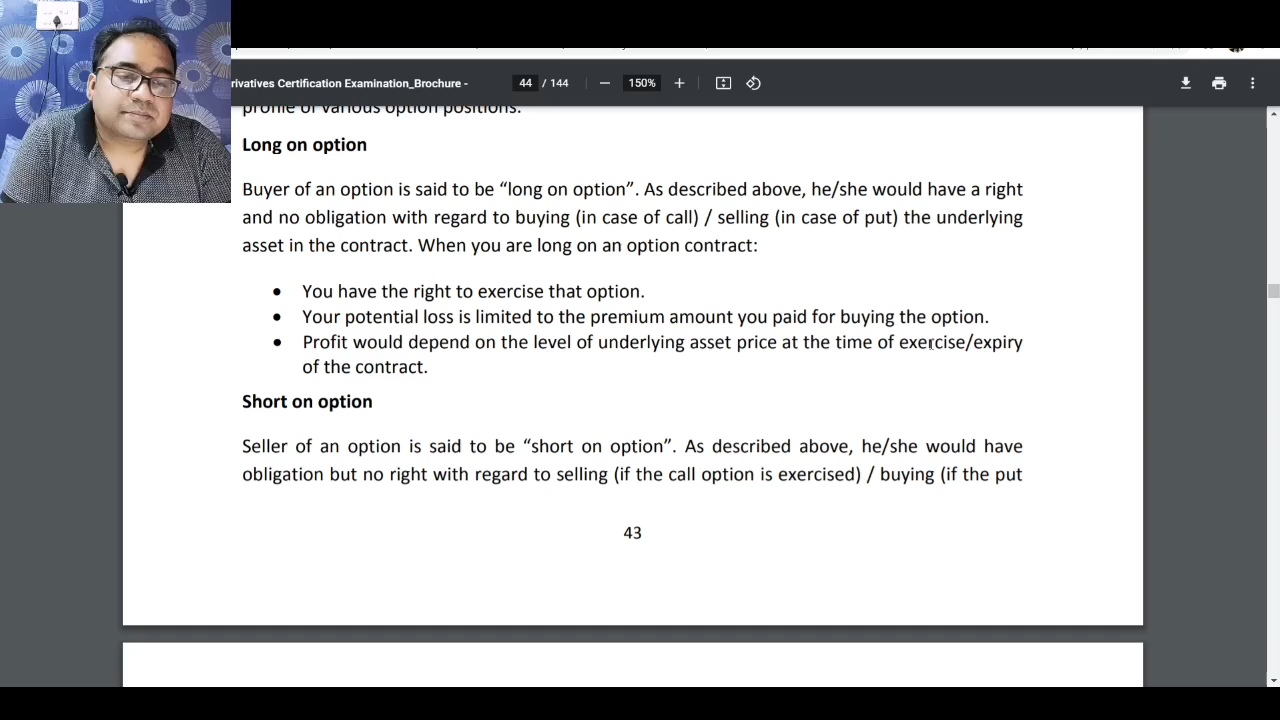 rivatives Certification Examination_Brochure -
44 / 144
150%
profile of various option positions.
Long on option
Buyer of an option is said to be “long on option”. As described above, he/she would have a right
and no obligation with regard to buying (in case of call) / selling (in case of put) the underlying
asset in the contract. When you are long on an option contract:
• You have the right to exercise that option.
• Your potential loss is limited to the premium amount you paid for buying the option.
• Profit would depend on the level of underlying asset price at the time of exercise/expiry
of the contract.
Short on option
Seller of an option is said to be “short on option”. As described above, he/she would have
obligation but no right with regard to selling (if the call option is exercised) / buying (if the put
43